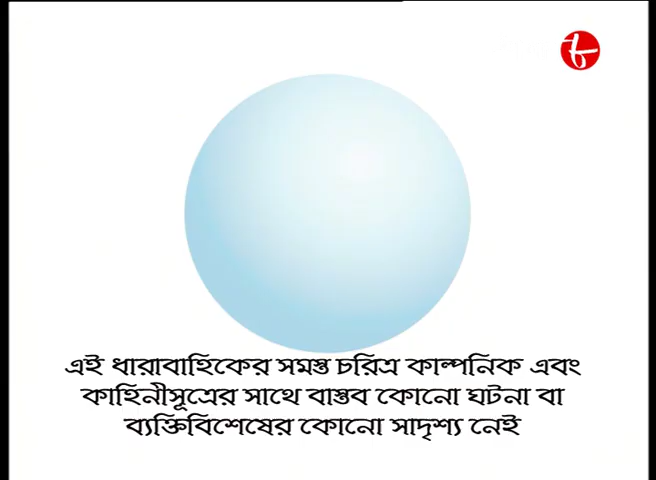 এই ধারাবাহিকের সমস্ত চরিত্র কাল্পনিক এবং
কাহিনীসূত্রের সাথে বাস্তব কোনো ঘটনা বা
ব্যক্তিবিশেষের কোনো সাদৃশ্য নেই